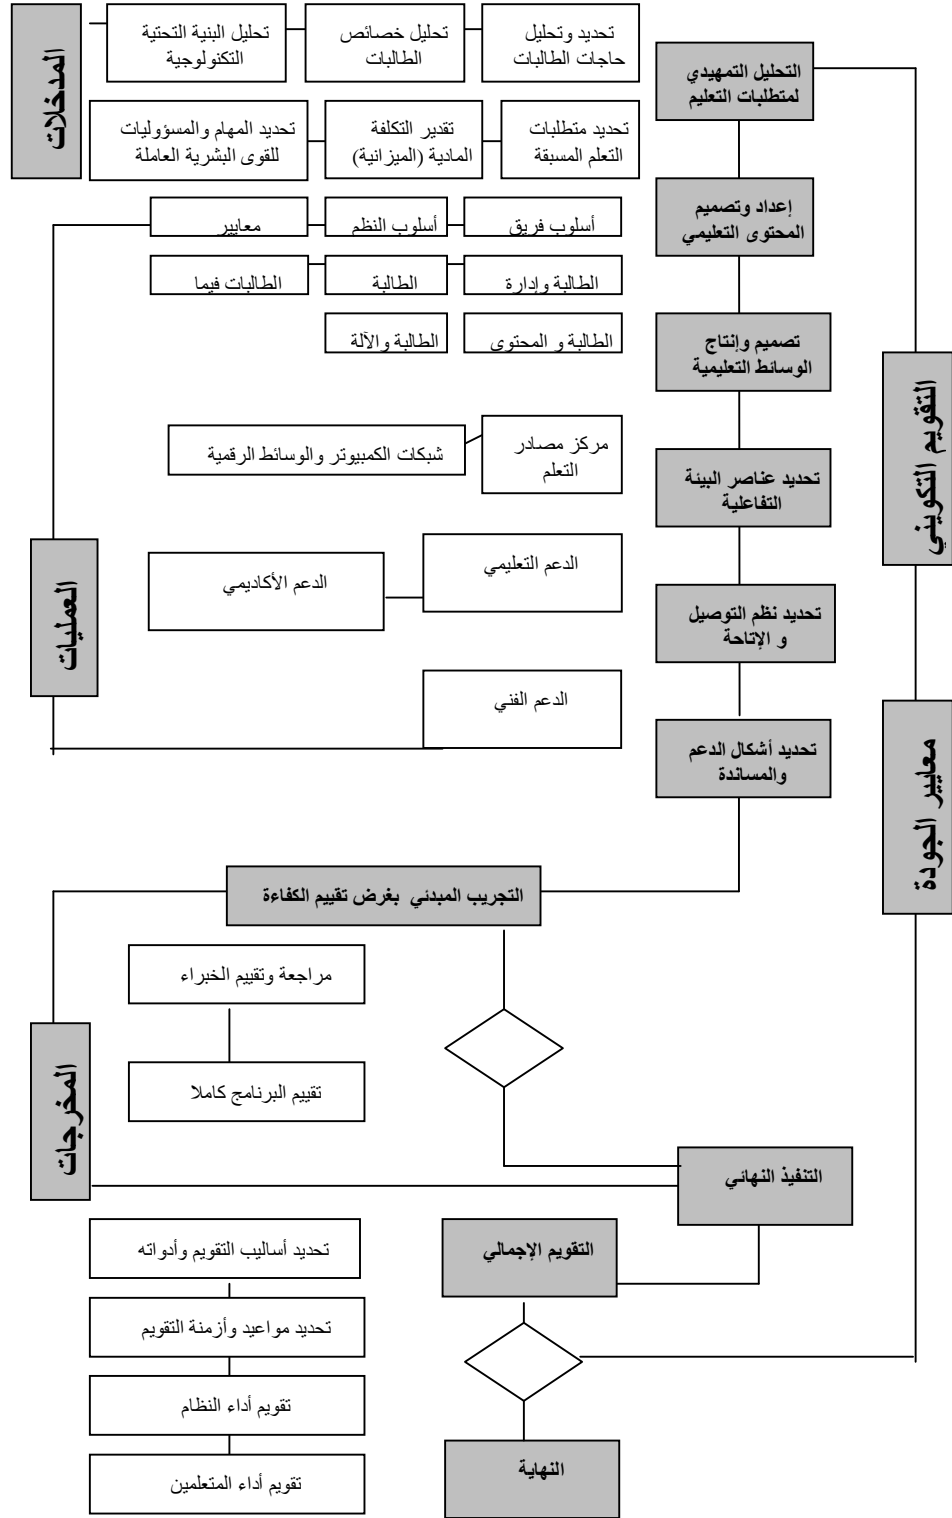 المدخلات
تحديد وتحليل
حاجات الطالبات
تحليل خصائص
الطالبات
تحليل البنية التحتية
التكنولوجية
التحليل التمهيدي
لمتطلبات التعليم
تحديد متطلبات
التعلم المسبقة
تقدير التكلفة
المادية (الميزانية)
تحديد المهام والمسؤوليات
للقوى البشرية العاملة
إعداد وتصميم
المحتوى التعليمي
أسلوب فريق
أسلوب النظم
معايير
الطالبة وإدارة
الطالبة
الطالبات فيما
تصميم وإنتاج
الوسائط التعليمية
الطالبة و المحتوى
الطالبة والآلة
التقويم التكويني
مركز مصادر
التعلم
شبكات الكمبيوتر والوسائط الرقمية
تحديد عناصر البيئة
التفاعلية
العمليات
الدعم التعليمي
الدعم الأكاديمي
تحديد نظم التوصيل
و الإتاحة
الدعم الفني
تحديد أشكال الدعم
والمساندة
معايير الجودة
التجريب المبدئي بغرض تقييم الكفاءة
مراجعة وتقييم الخبراء
تقييم البرنامج كاملا
المخرجات
التنفيذ النهائي
التقويم الإجمالي
تحديد أساليب التقويم وأدواته
تحديد مواعيد وأزمنة التقويم
تقويم أداء النظام
تقويم أداء المتعلمين
النهاية